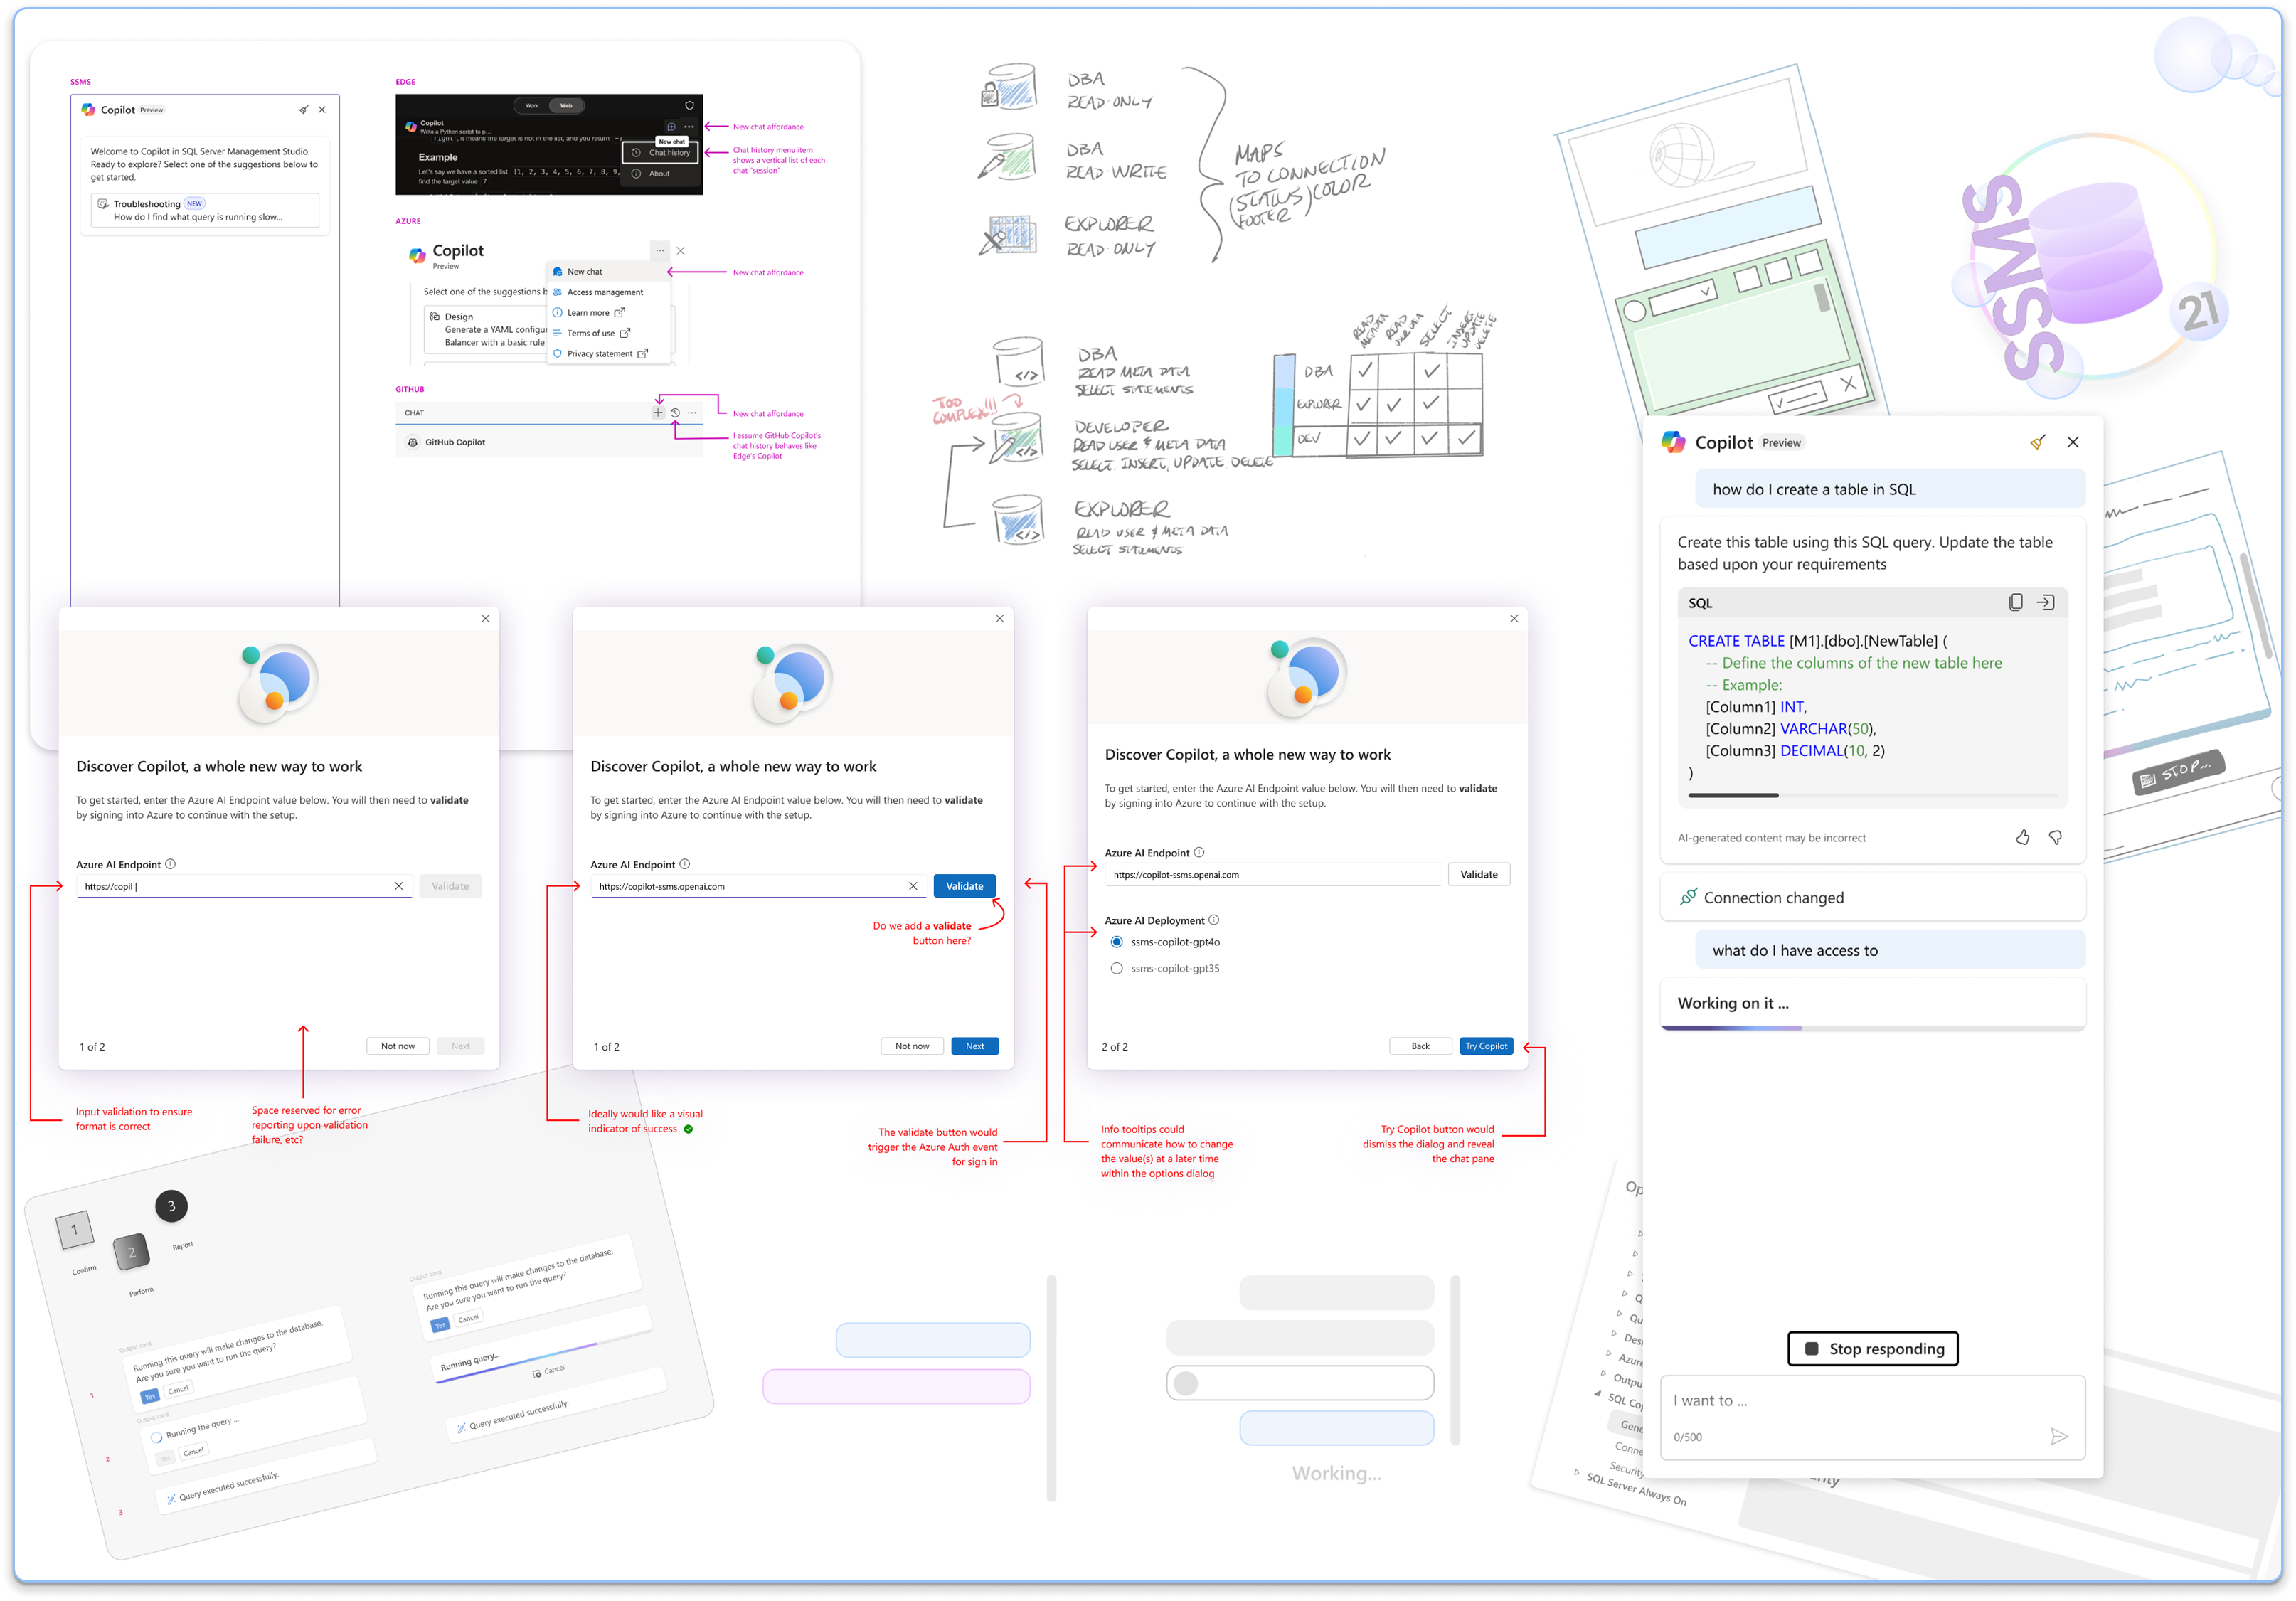 SSMS
Copilot Preview
Welcome to Copilot in SQL Server Management Studio.
Ready to explore? Select one of the suggestions below to
get started.
Troubleshooting NEW
How do I find what query is running slow...
EDGE
Work Web
Copilot
Write a Python script to p...
Example
Let's say we have a sorted list [1, 2, 3, 4, 5, 6, 7, 8, 9,
find the target value 7.
New chat
Chat history
About
New chat affordance
Chat history menu item
shows a vertical list of each
chat "session"
AZURE
Copilot
Preview
Select one of the suggestions b
Design
Generate a YAML configur
Balancer with a basic rule
New chat
Access management
Learn more
Terms of use
Privacy statement
New chat affordance
GITHUB
CHAT
GitHub Copilot
New chat affordance
I assume GitHub Copilot's
chat history behaves like
Edge's Copilot
DBA
READ-ONLY
DBA
READ-WRITE
EXPLORER
READ-ONLY
MAPS
TO CONNECTION
(STATUS) COLOR
FOOTER
DBA
READ META DATA
SELECT STATEMENTS
TOO
COMPLEX!!!
DEVELOPER
READ USER & META DATA
SELECT, INSERT, UPDATE, DELETE
EXPLORER
READ USER & META DATA
SELECT STATEMENTS
READ METADATA
READ USER DATA
SELECT
INSERT UPDATE DELETE
DBA
EXPLORER
DEV
SSMS
21
Discover Copilot, a whole new way to work
To get started, enter the Azure AI Endpoint value below. You will then need to validate
by signing into Azure to continue with the setup.
Azure AI Endpoint
https://copil |
Validate
1 of 2
Not now
Next
Input validation to ensure
format is correct
Space reserved for error
reporting upon validation
failure, etc?
Discover Copilot, a whole new way to work
To get started, enter the Azure AI Endpoint value below. You will then need to validate
by signing into Azure to continue with the setup.
Azure AI Endpoint
https://copilot-ssms.openai.com
Validate
Do we add a validate
button here?
1 of 2
Not now
Next
Ideally would like a visual
indicator of success
The validate button would
trigger the Azure Auth event
for sign in
Discover Copilot, a whole new way to work
To get started, enter the Azure AI Endpoint value below. You will then need to validate
by signing into Azure to continue with the setup.
Azure AI Endpoint
https://copilot-ssms.openai.com
Validate
Azure AI Deployment
ssms-copilot-gpt4o
ssms-copilot-gpt35
2 of 2
Back
Try Copilot
Info tooltips could
communicate how to change
the value(s) at a later time
within the options dialog
Try Copilot button would
dismiss the dialog and reveal
the chat pane
Copilot Preview
how do I create a table in SQL
Create this table using this SQL query. Update the table
based upon your requirements
SQL
CREATE TABLE [M1].[dbo].[NewTable] (
-- Define the columns of the new table here
-- Example:
[Column1] INT,
[Column2] VARCHAR(50),
[Column3] DECIMAL(10, 2)
)
AI-generated content may be incorrect
Connection changed
what do I have access to
Working on it ...
Stop responding
I want to ...
0/500
STOP...
1
Confirm
2
Perform
3
Report
Output card
Running this query will make changes to the database.
Are you sure you want to run the query?
Yes Cancel
1
Output card
Running the query ...
Yes Cancel
2
Query executed successfully.
3
Output card
Running this query will make changes to the database.
Are you sure you want to run the query?
Yes Cancel
Running query...
Cancel
Query executed successfully.
Working...
Op
Q
Qu
Desi
Azure
Outpu
SQL Cop
Gene
Conne
Security
SQL Server Always On